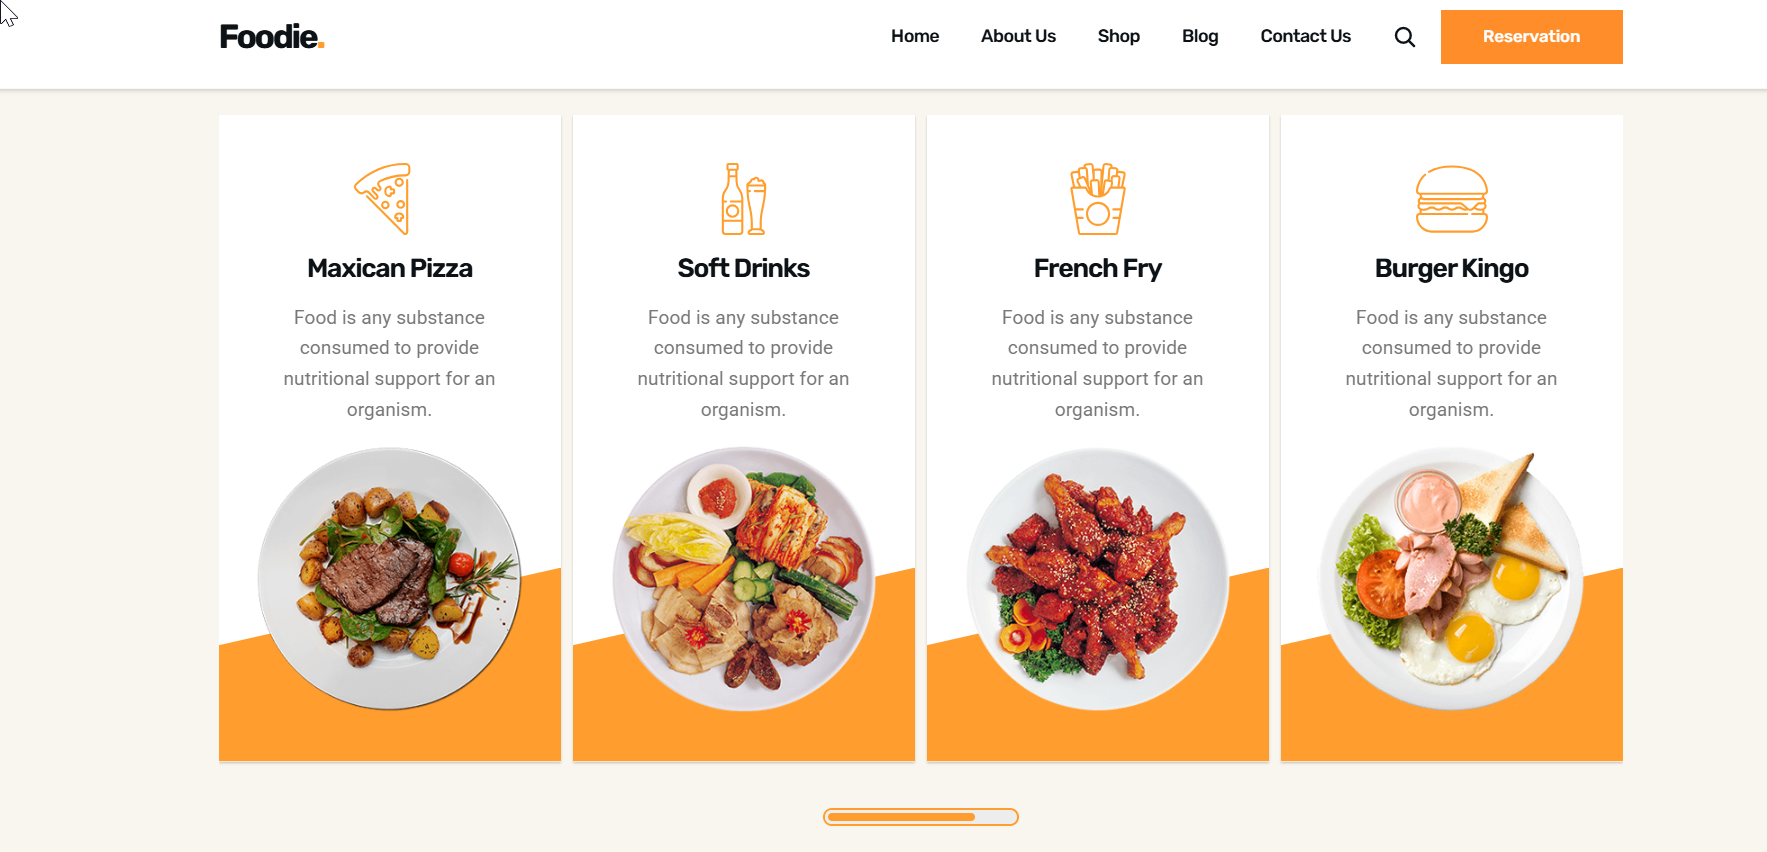 Foodie.
Home About Us Shop Blog Contact Us Reservation
Maxican Pizza
Food is any substance
consumed to provide
nutritional support for an
organism.
Soft Drinks
Food is any substance
consumed to provide
nutritional support for an
organism.
French Fry
Food is any substance
consumed to provide
nutritional support for an
organism.
Burger Kingo
Food is any substance
consumed to provide
nutritional support for an
organism.